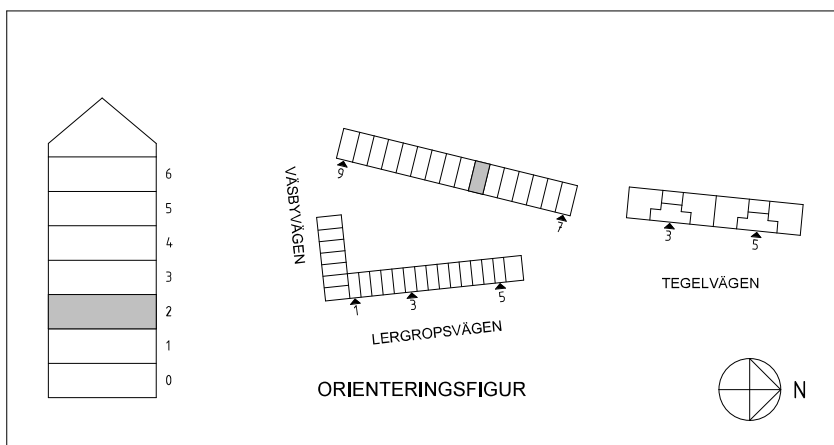 6
5
4
3
2
1
0
VÄSBYVÄGEN
9
7
1
3
5
LERGROPSVÄGEN
3
5
TEGELVÄGEN
ORIENTERINGSFIGUR
N